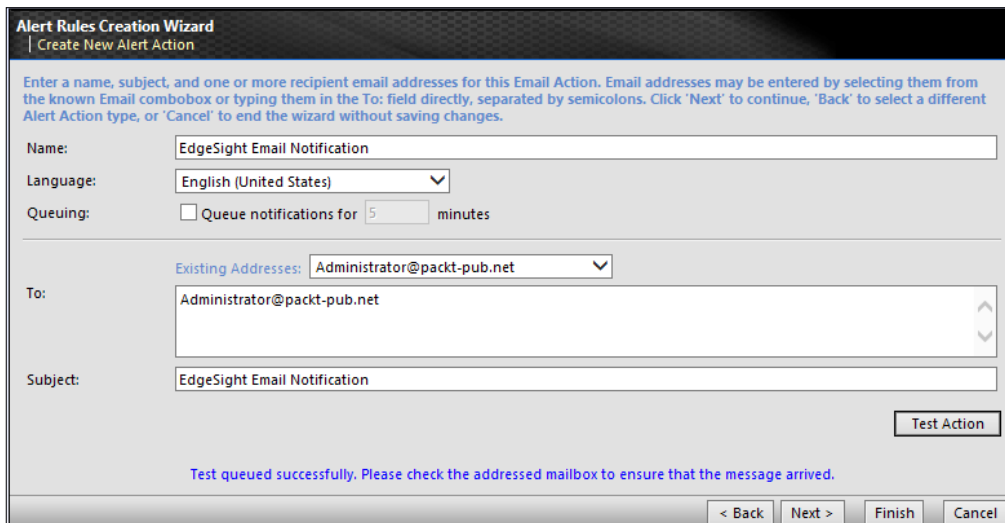 Alert Rules Creation Wizard
| Create New Alert Action
Enter a name, subject, and one or more recipient email addresses for this Email Action. Email addresses may be entered by selecting them from
the known Email combobox or typing them in the To: field directly, separated by semicolons. Click 'Next' to continue, 'Back' to select a different
Alert Action type, or 'Cancel' to end the wizard without saving changes.
Name: EdgeSight Email Notification
Language: English (United States)
Queuing: Queue notifications for 5 minutes
Existing Addresses: Administrator@packt-pub.net
To: Administrator@packt-pub.net
Subject: EdgeSight Email Notification
Test Action
Test queued successfully. Please check the addressed mailbox to ensure that the message arrived.
< Back Next > Finish Cancel